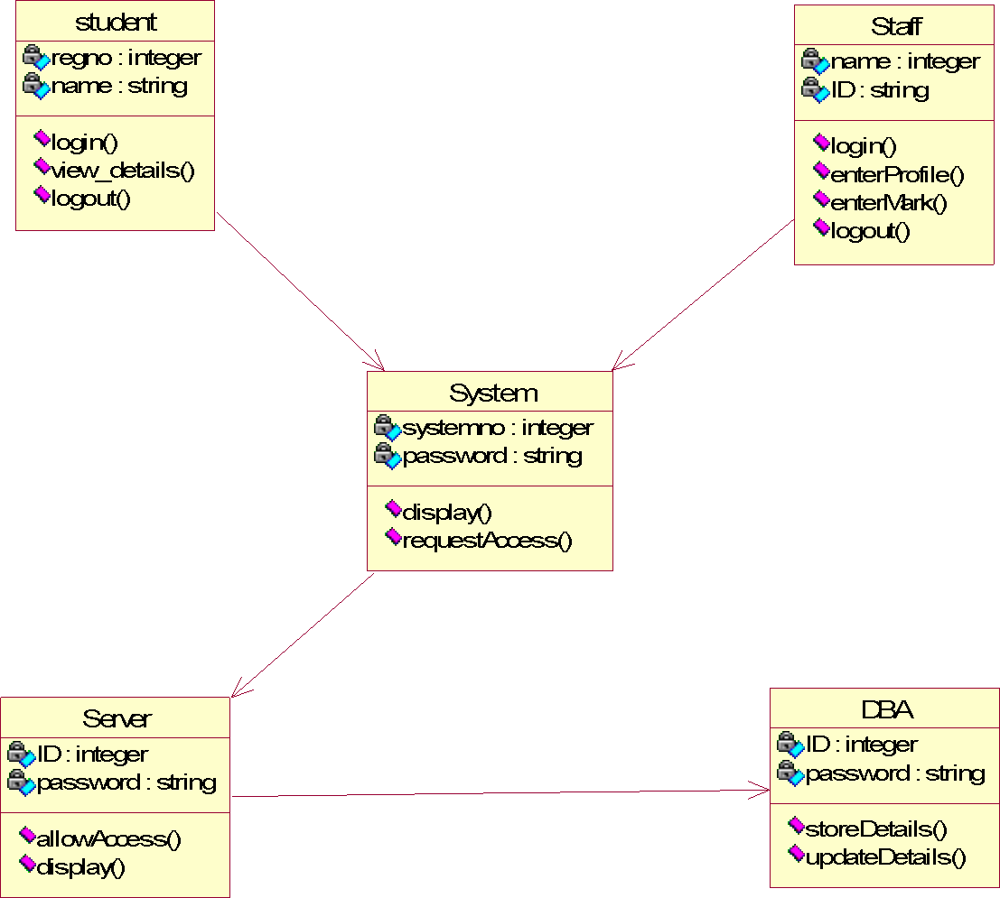 student
regno : integer
name : string
login()
view_details()
logout()
Staff
name : integer
ID : string
login()
enterProfile()
enterMark()
logout()
System
systemno : integer
password : string
display()
requestAccess()
Server
ID : integer
password : string
allowAccess()
display()
DBA
ID : integer
password : string
storeDetails()
updateDetails()